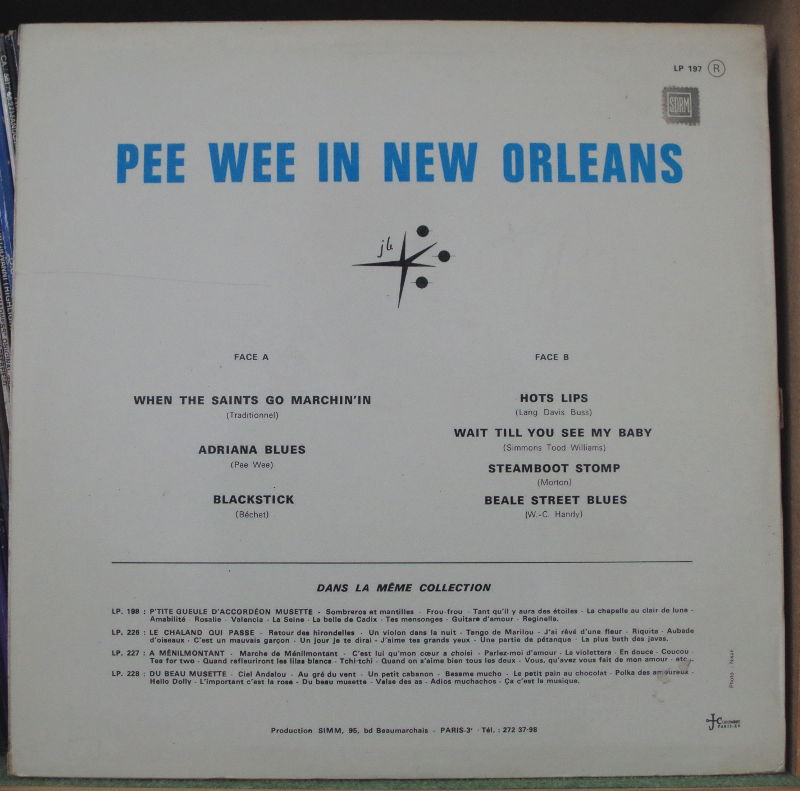 LP 197 R
SDRM
PEE WEE IN NEW ORLEANS
jb
FACE A
WHEN THE SAINTS GO MARCHIN'IN
(Traditionnel)
ADRIANA BLUES
(Pee Wee)
BLACKSTICK
(Béchet)
FACE B
HOTS LIPS
(Lang Davis Buss)
WAIT TILL YOU SEE MY BABY
(Simmons Tood Williams)
STEAMBOOT STOMP
(Morton)
BEALE STREET BLUES
(W.-C. Handy)
DANS LA MÊME COLLECTION
LP. 198 : P'TITE GUEULE D'ACCORDÉON MUSETTE - Sombreros et mantilles - Frou-frou - Tant qu'il y aura des étoiles - La chapelle au clair de lune -
Amabilité - Rosalie - Valencia - La Seine - La belle de Cadix - Tes mensonges - Guitare d'amour - Reginella.
LP. 226 : LE CHALAND QUI PASSE - Retour des hirondelles - Un violon dans la nuit - Tango de Marilou - J'ai rêvé d'une fleur - Riquita - Aubade
d'oiseaux - C'est un mauvais garçon - Un jour je te dirai - J'aime tes grands yeux - Une partie de pétanque - La plus bath des javas.
LP. 227 : A MÉNILMONTANT - Marche de Ménilmontant - C'est lui qu'mon cœur a choisi - Parlez-moi d'amour - La violettera - En douce - Coucou -
Tea for two - Quand refleuriront les lilas blancs - Tchi-tchi - Quand on s'aime bien tous les deux - Vous, qu'avez vous fait de mon amour - etc..
LP. 228 : DU BEAU MUSETTE - Ciel Andalou - Au gré du vent - Un petit cabanon - Besame mucho - Le petit pain au chocolat - Polka des amoureux -
Hello Dolly - L'important c'est la rose - Du beau musette - Valse des as - Adios muchachos - Ça c'est la musique.
Photo : Naux
Production SIMM, 95, bd Beaumarchais - PARIS-3e - Tél. : 272 37-98